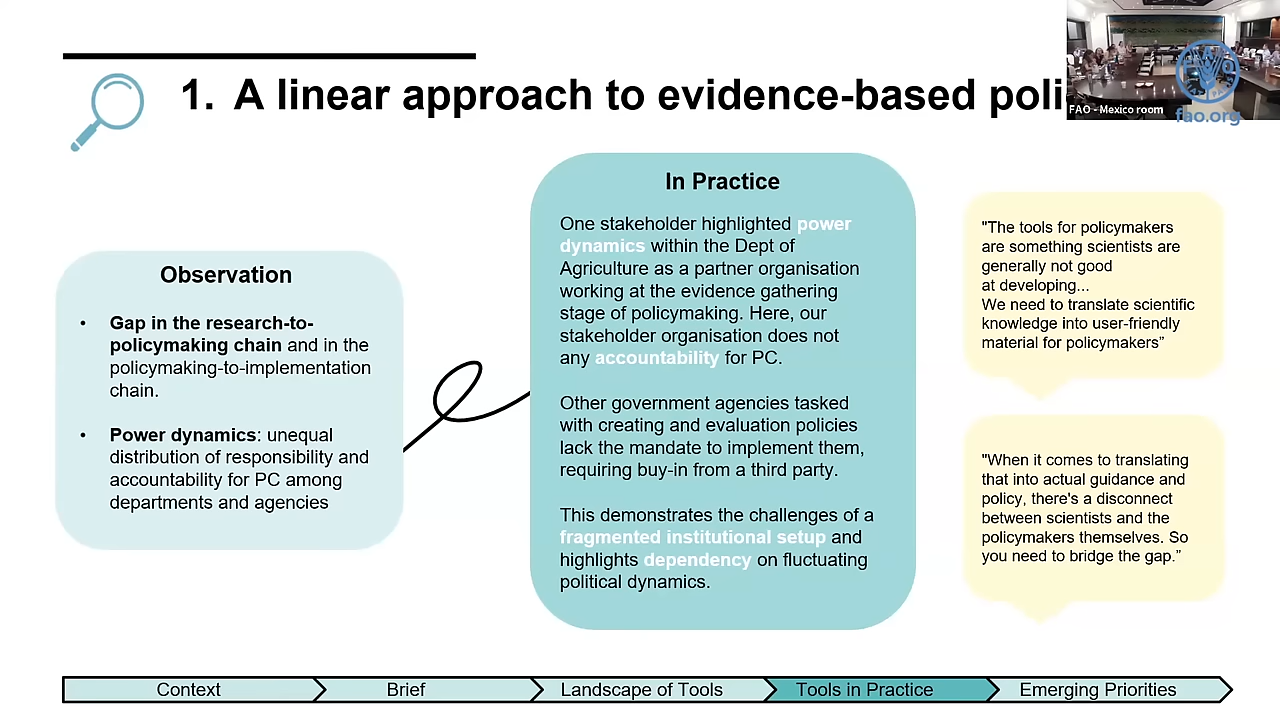 1. A linear approach to evidence-based poli
FAO - Mexico room
FAO
fao.org
Observation
• Gap in the research-to-
policymaking chain and in the
policymaking-to-implementation
chain.
• Power dynamics: unequal
distribution of responsibility and
accountability for PC among
departments and agencies
In Practice
One stakeholder highlighted power
dynamics within the Dept of
Agriculture as a partner organisation
working at the evidence gathering
stage of policymaking. Here, our
stakeholder organisation does not
any accountability for PC.
Other government agencies tasked
with creating and evaluation policies
lack the mandate to implement them,
requiring buy-in from a third party.
This demonstrates the challenges of a
fragmented institutional setup and
highlights dependency on fluctuating
political dynamics.
"The tools for policymakers
are something scientists are
generally not good
at developing...
We need to translate scientific
knowledge into user-friendly
material for policymakers”
"When it comes to translating
that into actual guidance and
policy, there's a disconnect
between scientists and the
policymakers themselves. So
you need to bridge the gap.”
Context
Brief
Landscape of Tools
Tools in Practice
Emerging Priorities